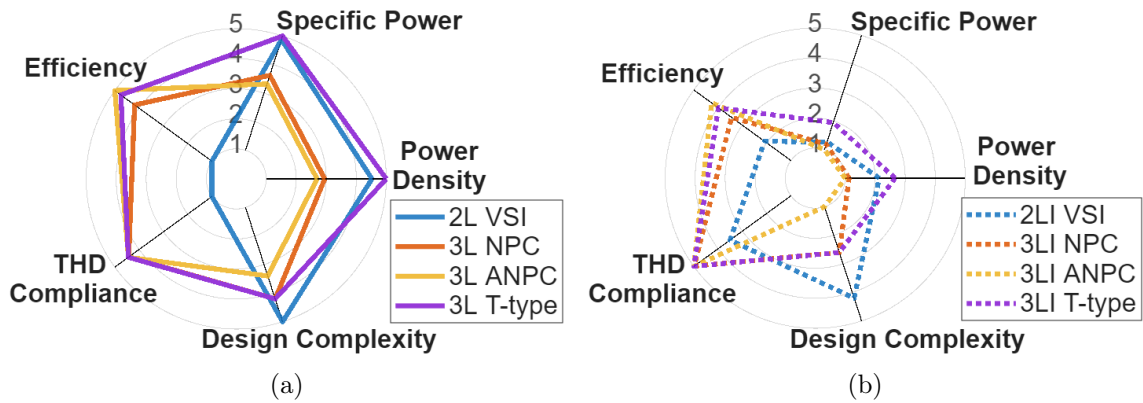 5
4
3
2
1
Specific Power
Efficiency
Power
Density
THD
Compliance
Design Complexity
2L VSI
3L NPC
3L ANPC
3L T-type
(a)
5
4
3
2
1
Specific Power
Efficiency
Power
Density
THD
Compliance
Design Complexity
2LI VSI
3LI NPC
3LI ANPC
3LI T-type
(b)